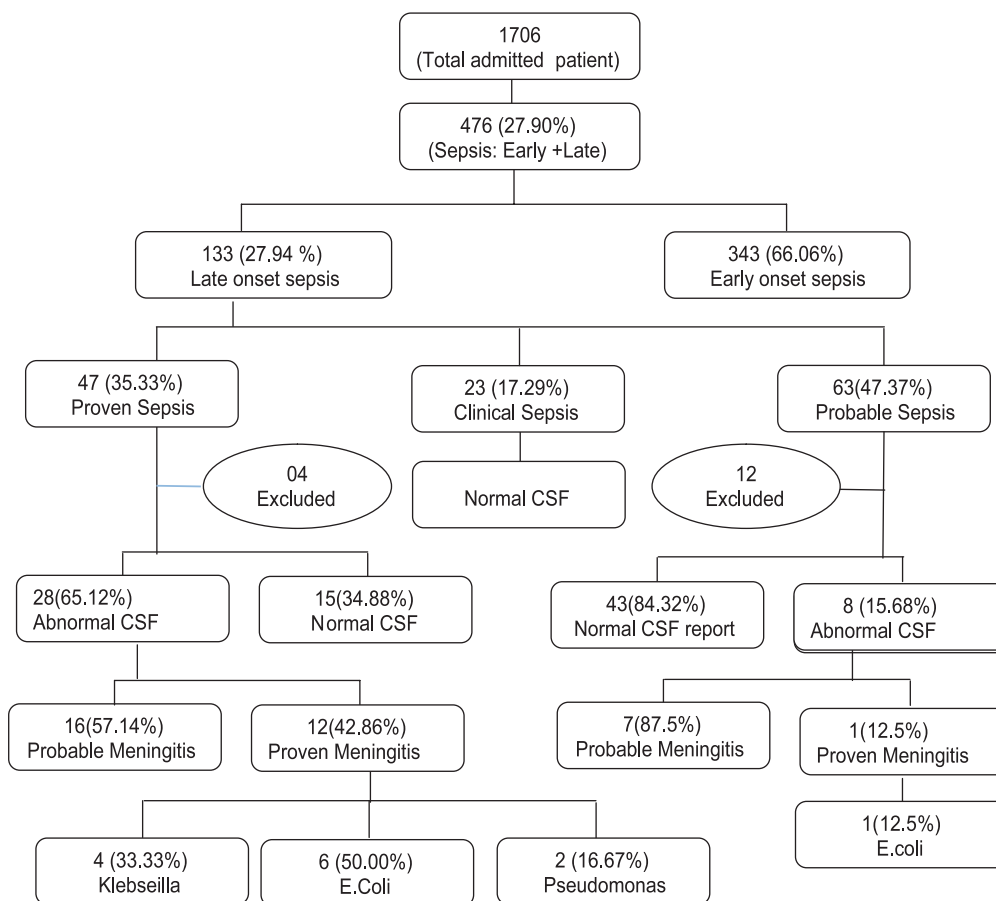 1706
(Total admitted patient)
476 (27.90%)
(Sepsis: Early +Late)
133 (27.94 %)
Late onset sepsis
343 (66.06%)
Early onset sepsis
47 (35.33%)
Proven Sepsis
23 (17.29%)
Clinical Sepsis
63(47.37%)
Probable Sepsis
04
Excluded
Normal CSF
12
Excluded
28(65.12%)
Abnormal CSF
15(34.88%)
Normal CSF
43(84.32%)
Normal CSF report
8 (15.68%)
Abnormal CSF
16(57.14%)
Probable Meningitis
12(42.86%)
Proven Meningitis
7(87.5%)
Probable Meningitis
1(12.5%)
Proven Meningitis
4 (33.33%)
Klebseilla
6 (50.00%)
E.Coli
2 (16.67%)
Pseudomonas
1(12.5%)
E.coli